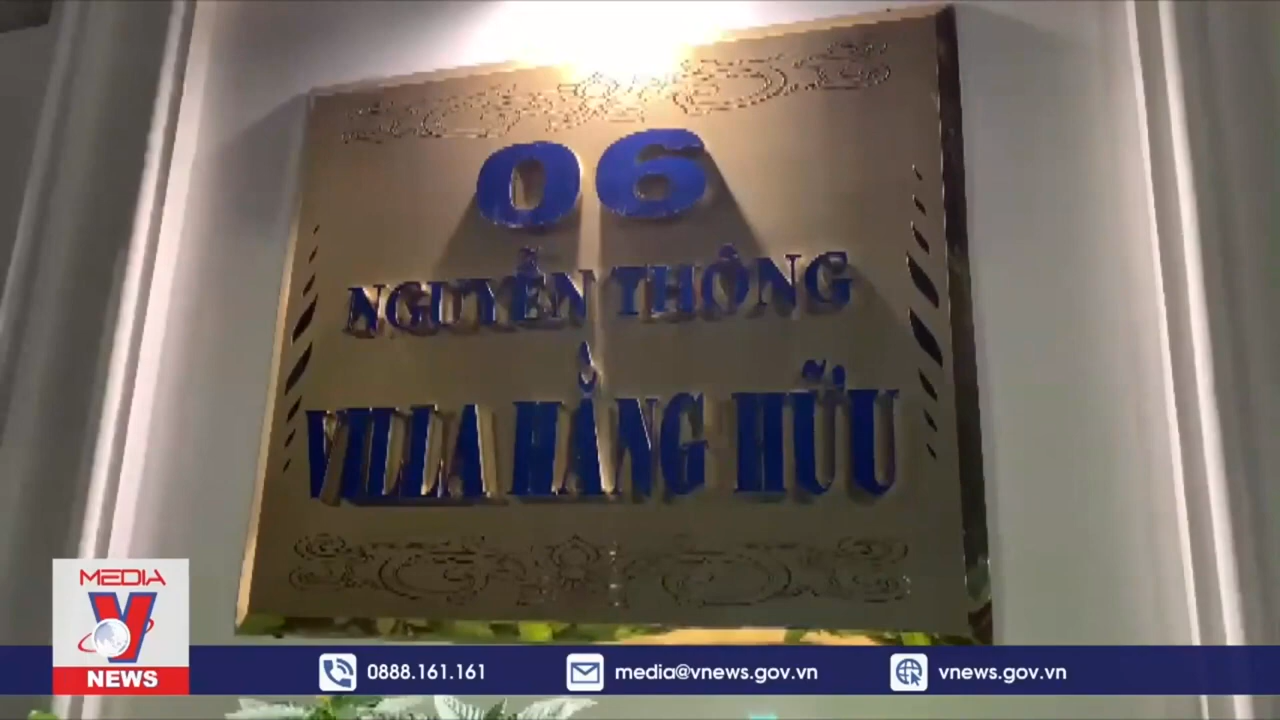 06
NGUYỄN THÔNG
VILLA HẰNG HỮU
MEDIA
V
NEWS
0888.161.161
media@vnews.gov.vn
vnews.gov.vn